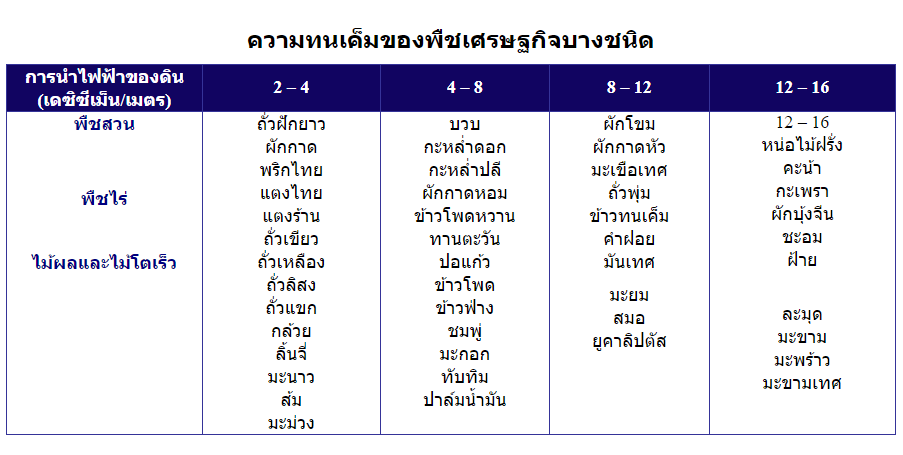 ความทนเค็มของพืชเศรษฐกิจบางชนิด
การนำไฟฟ้าของดิน
(เดซิซีเม็น/เมตร)
2 – 4
4 – 8
8 – 12
12 – 16
พืชสวน
พืชไร่
ไม้ผลและไม้โตเร็ว
ถั่วฝักยาว
ผักกาด
พริกไทย
แตงไทย
แตงร้าน
ถั่วเขียว
ถั่วเหลือง
ถั่วลิสง
ถั่วแขก
กล้วย
ลิ้นจี่
มะนาว
ส้ม
มะม่วง
บวบ
กะหล่ำดอก
กะหล่ำปลี
ผักกาดหอม
ข้าวโพดหวาน
ทานตะวัน
ปอแก้ว
ข้าวโพด
ข้าวฟ่าง
ชมพู่
มะกอก
ทับทิม
ปาล์มน้ำมัน
ผักโขม
ผักกาดหัว
มะเขือเทศ
ถั่วพุ่ม
ข้าวทนเค็ม
คำฝอย
มันเทศ
มะยม
สมอ
ยูคาลิปตัส
12 – 16
หน่อไม้ฝรั่ง
คะน้า
กะเพรา
ผักบุ้งจีน
ชะอม
ฝ้าย
ละมุด
มะขาม
มะพร้าว
มะขามเทศ